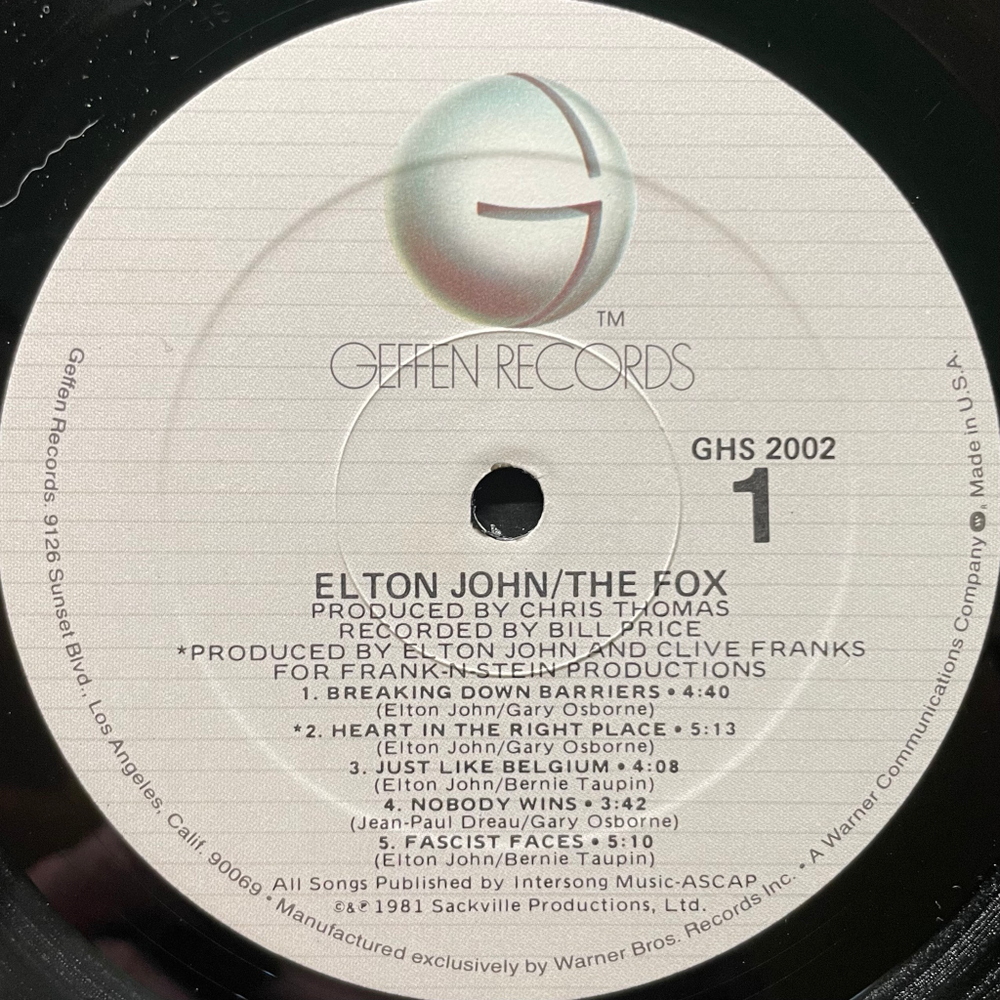 TM
GEFFEN RECORDS
GHS 2002
1
ELTON JOHN/THE FOX
PRODUCED BY CHRIS THOMAS
RECORDED BY BILL PRICE
*PRODUCED BY ELTON JOHN AND CLIVE FRANKS
FOR FRANK-N-STEIN PRODUCTIONS
1. BREAKING DOWN BARRIERS • 4:40
(Elton John/Gary Osborne)
*2. HEART IN THE RIGHT PLACE • 5:13
(Elton John/Gary Osborne)
3. JUST LIKE BELGIUM • 4:08
(Elton John/Bernie Taupin)
4. NOBODY WINS • 3:42
(Jean-Paul Dreau/Gary Osborne)
5. FASCIST FACES • 5:10
(Elton John/Bernie Taupin)
All Songs Published by Intersong Music-ASCAP
©&℗ 1981 Sackville Productions, Ltd.
Geffen Records. 9126 Sunset Blvd., Los Angeles, Calif. 90069 • Manufactured exclusively by Warner Bros. Records Inc. • A Warner Communications Company ® Made in U.S.A.